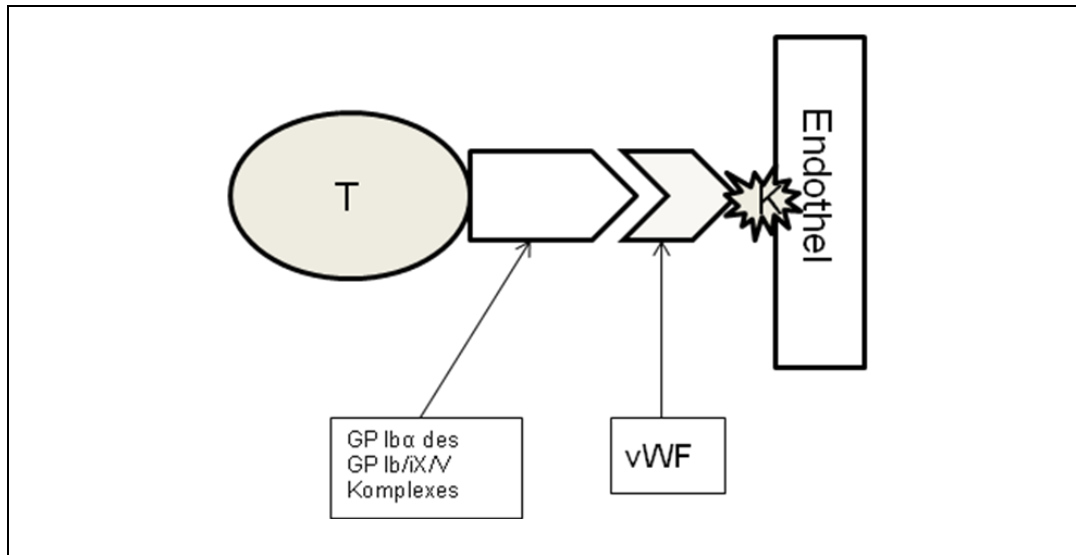 T
K
Endothel
GP Ibα des
GP Ib/iX/V
Komplexes
vWF